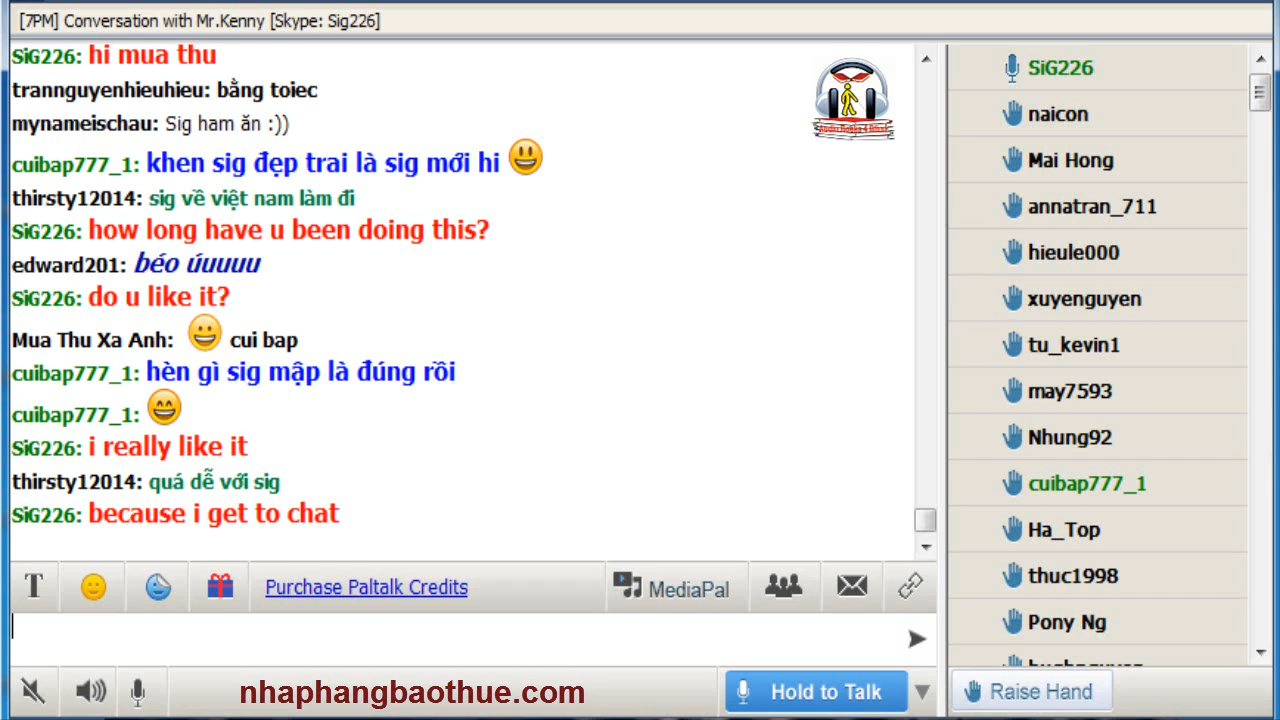 [7PM] Conversation with Mr.Kenny [Skype: Sig226]
SiG226: hi mua thu
trannguyenhieuhieu: bằng toiec
mynameischau: Sig ham ăn :))
cuibap777_1: khen sig đẹp trai là sig mới hi
thirsty12014: sig về việt nam làm đi
SiG226: how long have u been doing this?
edward201: béo úuuuu
SiG226: do u like it?
Mua Thu Xa Anh: cui bap
cuibap777_1: hèn gì sig mập là đúng rồi
cuibap777_1:
SiG226: i really like it
thirsty12014: quá dễ với sig
SiG226: because i get to chat
SiG226
naicon
Mai Hong
annatran_711
hieule000
xuyenguyen
tu_kevin1
may7593
Nhung92
cuibap777_1
Ha_Top
thuc1998
Pony Ng
T
Purchase Paltalk Credits
MediaPal
nhaphangbaothue.com
Hold to Talk
Raise Hand